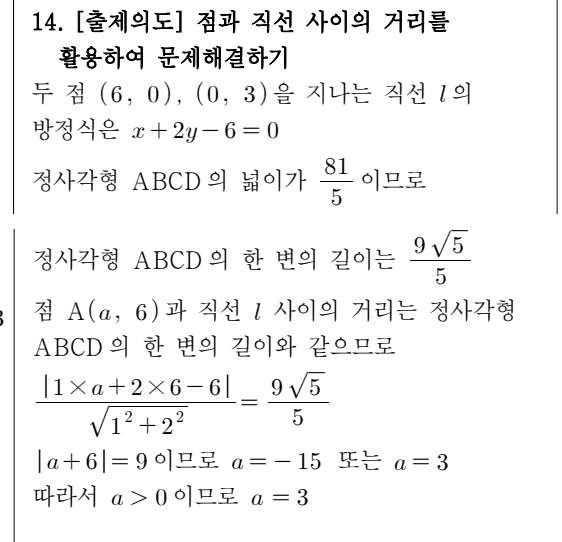 14. [출제의도] 점과 직선 사이의 거리를
활용하여 문제해결하기
두 점 (6, 0), (0, 3)을 지나는 직선 l의
방정식은 x+2y-6=0
정사각형 ABCD의 넓이가 81/5 이므로
정사각형 ABCD의 한 변의 길이는 9√5/5
점 A(a, 6)과 직선 l 사이의 거리는 정사각형
ABCD의 한 변의 길이와 같으므로
|1×a+2×6-6|/√(1²+2²) = 9√5/5
|a+6|=9이므로 a=-15 또는 a=3
따라서 a>0이므로 a=3